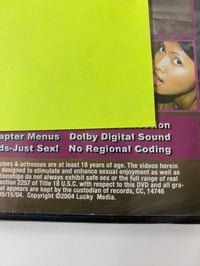 apter Menus Dolby Digital Sound
ds-Just Sex! No Regional Coding
ctors & actresses are at least 18 years of age. The videos herein
designed to stimulate and enhance sexual enjoyment as well as
tionships do not always exhibit safe sex or the full range of real
ection 2257 of Title 18 U.S.C. with respect to this DVD and all gra-
l appears are kept by the custodian of records, CC, 14746
05/15/04. Copyright ©2004 Lucky Media.